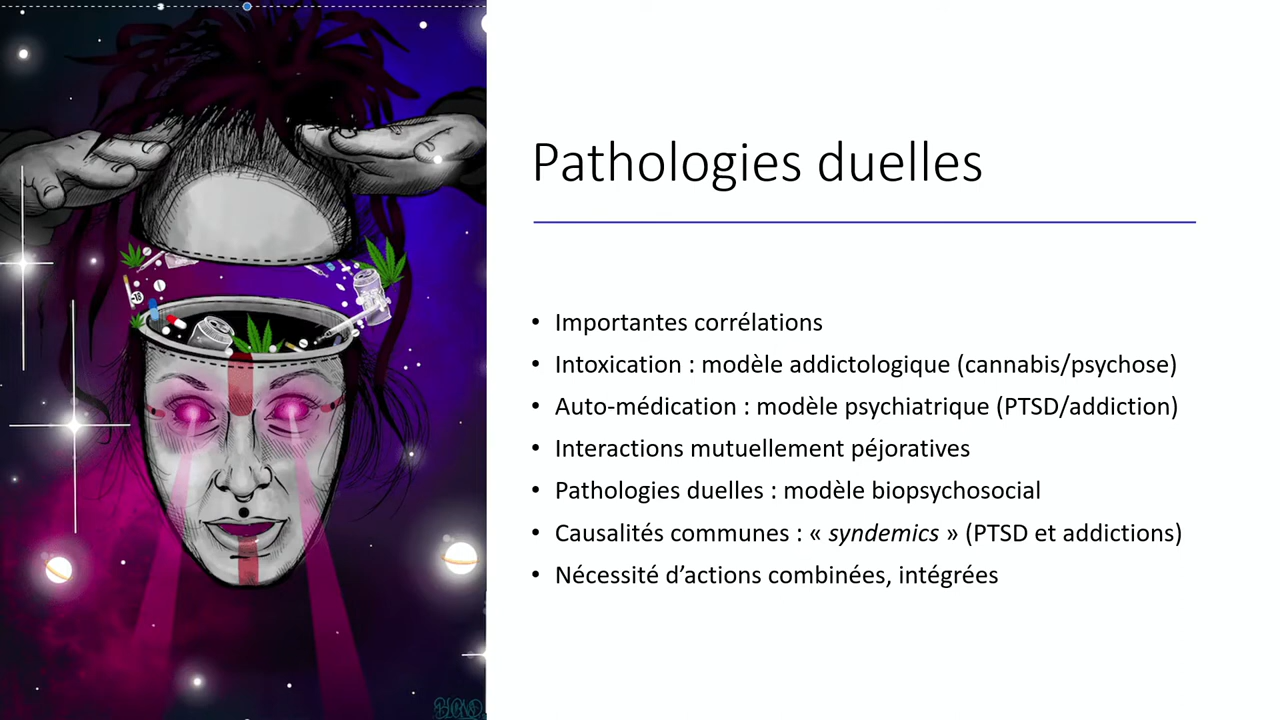 Pathologies duelles
• Importantes corrélations
• Intoxication : modèle addictologique (cannabis/psychose)
• Auto-médication : modèle psychiatrique (PTSD/addiction)
• Interactions mutuellement péjoratives
• Pathologies duelles : modèle biopsychosocial
• Causalités communes : « syndemics » (PTSD et addictions)
• Nécessité d’actions combinées, intégrées